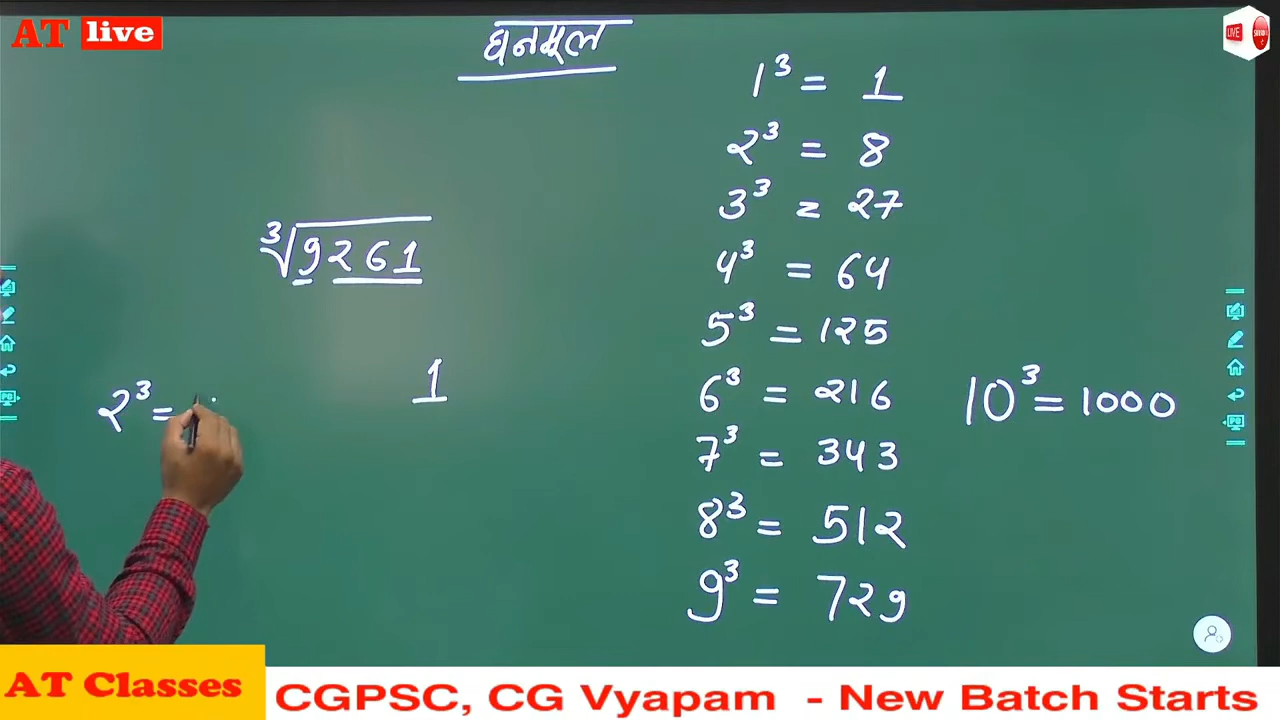 AT live
घनमूल
LIVE
∛9261
1
2³ =
1³ = 1
2³ = 8
3³ = 27
4³ = 64
5³ = 125
6³ = 216
7³ = 343
8³ = 512
9³ = 729
10³ = 1000
AT Classes
CGPSC, CG Vyapam - New Batch Starts